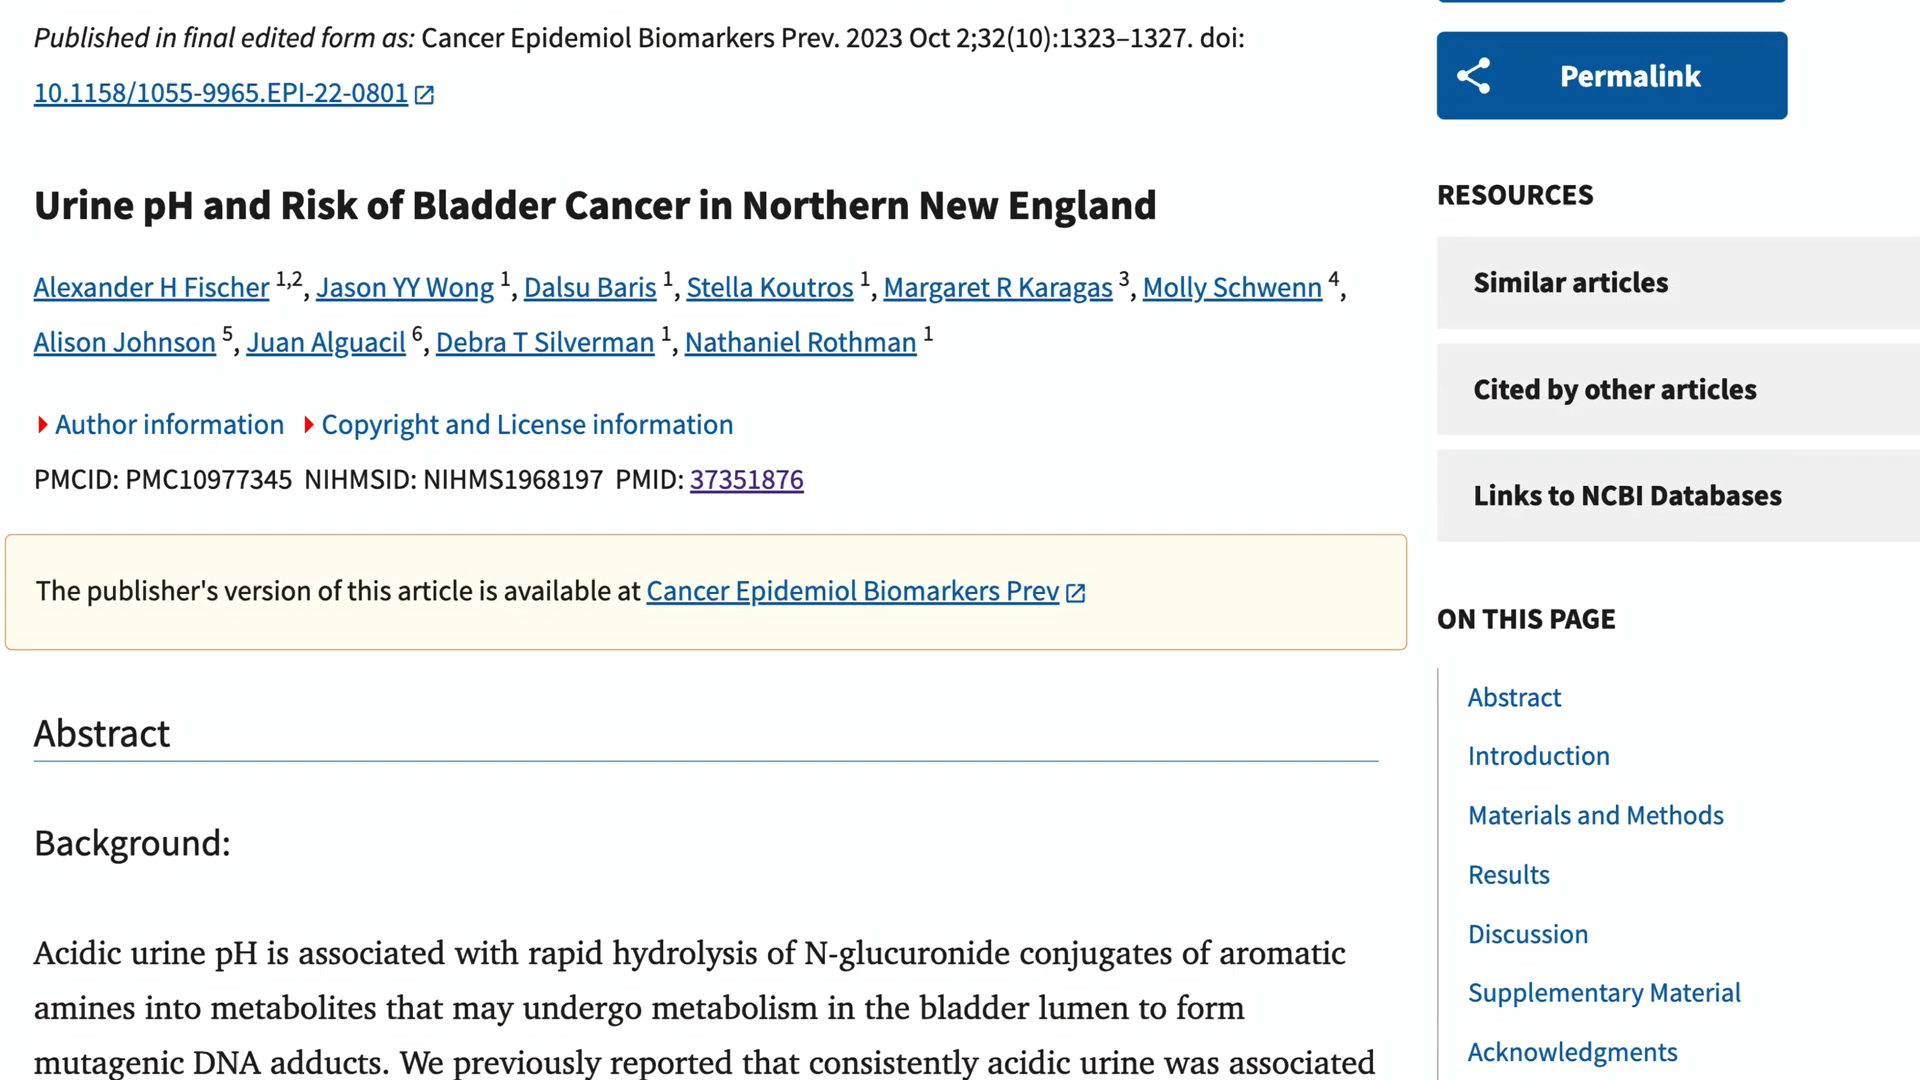 Published in final edited form as: Cancer Epidemiol Biomarkers Prev. 2023 Oct 2;32(10):1323–1327. doi:
10.1158/1055-9965.EPI-22-0801
Urine pH and Risk of Bladder Cancer in Northern New England
Alexander H Fischer 1,2, Jason YY Wong 1, Dalsu Baris 1, Stella Koutros 1, Margaret R Karagas 3, Molly Schwenn 4,
Alison Johnson 5, Juan Alguacil 6, Debra T Silverman 1, Nathaniel Rothman 1
Author information Copyright and License information
PMCID: PMC10977345 NIHMSID: NIHMS1968197 PMID: 37351876
The publisher's version of this article is available at Cancer Epidemiol Biomarkers Prev
Abstract
Background:
Acidic urine pH is associated with rapid hydrolysis of N-glucuronide conjugates of aromatic
amines into metabolites that may undergo metabolism in the bladder lumen to form
mutagenic DNA adducts. We previously reported that consistently acidic urine was associated
Permalink
RESOURCES
Similar articles
Cited by other articles
Links to NCBI Databases
ON THIS PAGE
Abstract
Introduction
Materials and Methods
Results
Discussion
Supplementary Material
Acknowledgments